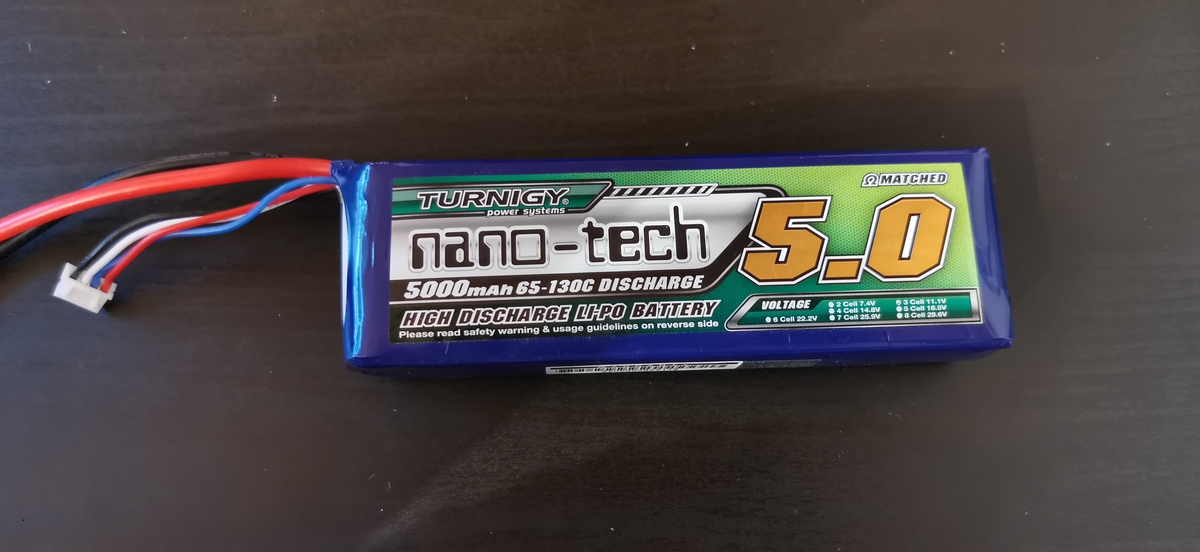 TURNIGY®
power systems
nano-tech
5.0
MATCHED
5000mAh 65-130C DISCHARGE
HIGH DISCHARGE LI-PO BATTERY
Please read safety warning & usage guidelines on reverse side
VOLTAGE
2 Cell 7.4V
3 Cell 11.1V
4 Cell 14.8V
5 Cell 18.5V
6 Cell 22.2V
7 Cell 25.9V
8 Cell 29.6V